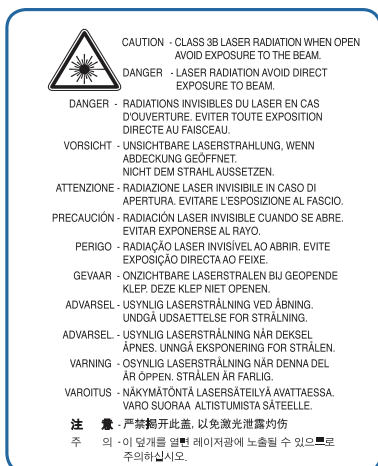 CAUTION - CLASS 3B LASER RADIATION WHEN OPEN
AVOID EXPOSURE TO THE BEAM.
DANGER - LASER RADIATION AVOID DIRECT
EXPOSURE TO BEAM.
DANGER - RADIATIONS INVISIBLES DU LASER EN CAS
D'OUVERTURE. EVITER TOUTE EXPOSITION
DIRECTE AU FAISCEAU.
VORSICHT - UNSICHTBARE LASERSTRAHLUNG, WENN
ABDECKUNG GEÖFFNET.
NICHT DEM STRAHL AUSSETZEN.
ATTENZIONE - RADIAZIONE LASER INVISIBILE IN CASO DI
APERTURA. EVITARE L'ESPOSIZIONE AL FASCIO.
PRECAUCIÓN - RADIACIÓN LASER INVISIBLE CUANDO SE ABRE.
EVITAR EXPONERSE AL RAYO.
PERIGO - RADIAÇÃO LASER INVISÍVEL AO ABRIR. EVITE
EXPOSIÇÃO DIRECTA AO FEIXE.
GEVAAR - ONZICHTBARE LASERSTRALEN BIJ GEOPENDE
KLEP. DEZE KLEP NIET OPENEN.
ADVARSEL - USYNLIG LASERSTRÅLNING VED ÅBNING.
UNDGÅ UDSAETTELSE FOR STRÅLNING.
ADVARSEL. - USYNLIG LASERSTRÅLNING NÅR DEKSEL
ÅPNES. UNNGÅ EKSPONERING FOR STRÅLEN.
VARNING - OSYNLIG LASERSTRÅLNING NÄR DENNA DEL
ÄR ÖPPEN. STRÅLEN ÄR FARLIG.
VAROITUS - NÄKYMÄTÖNTÄ LASERSÄTEILYÄ AVATTAESSA.
VARO SUORAA ALTISTUMISTA SÄTEELLE.
注 意 - 严禁揭开此盖, 以免激光泄露灼伤
주 의 - 이 덮개를 열면 레이저광에 노출될 수 있으므로
주의하십시오.